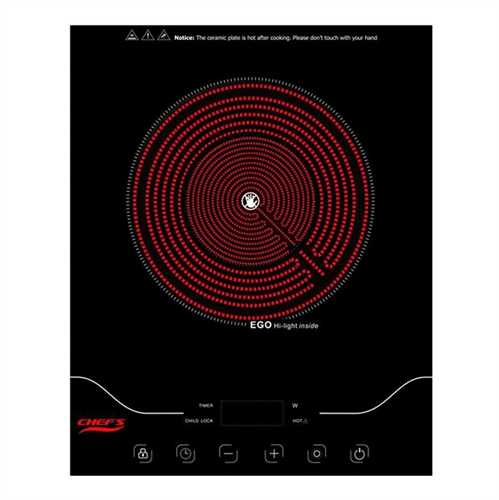 Notice: The ceramic plate is hot after cooking. Please don't touch with your hand
EGO Hi-light inside
TIMER W
CHILD LOCK HOT⚠
CHEF'S